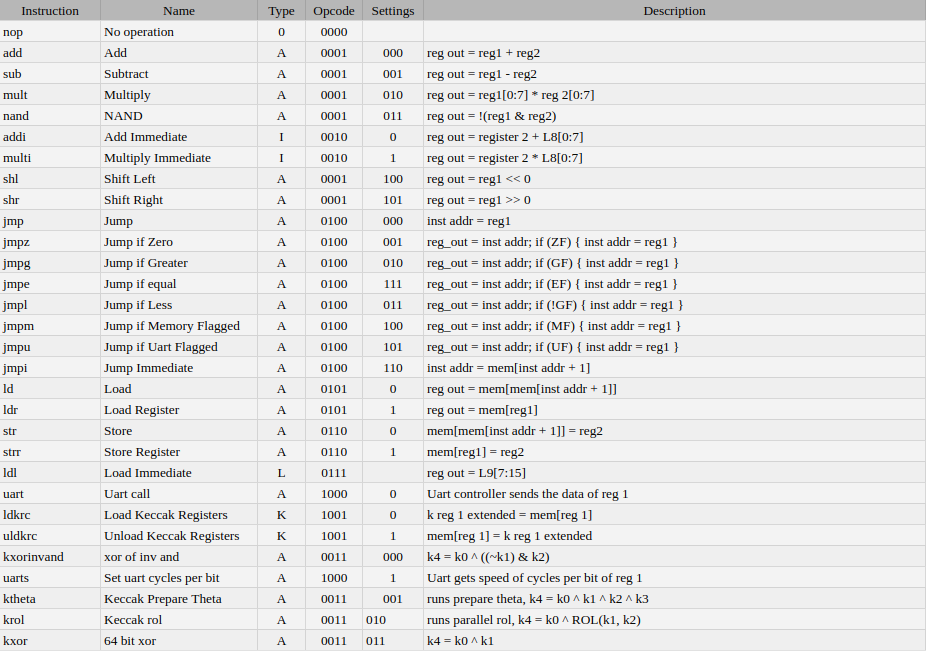 Instruction Name Type Opcode Settings Description
nop No operation 0 0000
add Add A 0001 000 reg out = reg1 + reg2
sub Subtract A 0001 001 reg out = reg1 - reg2
mult Multiply A 0001 010 reg out = reg1[0:7] * reg 2[0:7]
nand NAND A 0001 011 reg out = !(reg1 & reg2)
addi Add Immediate I 0010 0 reg out = register 2 + L8[0:7]
multi Multiply Immediate I 0010 1 reg out = register 2 * L8[0:7]
shl Shift Left A 0001 100 reg out = reg1 << 0
shr Shift Right A 0001 101 reg out = reg1 >> 0
jmp Jump A 0100 000 inst addr = reg1
jmpz Jump if Zero A 0100 001 reg_out = inst addr; if (ZF) { inst addr = reg1 }
jmpg Jump if Greater A 0100 010 reg_out = inst addr; if (GF) { inst addr = reg1 }
jmpe Jump if equal A 0100 111 reg_out = inst addr; if (EF) { inst addr = reg1 }
jmpl Jump if Less A 0100 011 reg_out = inst addr; if (!GF) { inst addr = reg1 }
jmpm Jump if Memory Flagged A 0100 100 reg_out = inst addr; if (MF) { inst addr = reg1 }
jmpu Jump if Uart Flagged A 0100 101 reg_out = inst addr; if (UF) { inst addr = reg1 }
jmpi Jump Immediate A 0100 110 inst addr = mem[inst addr + 1]
ld Load A 0101 0 reg out = mem[mem[inst addr + 1]]
ldr Load Register A 0101 1 reg out = mem[reg1]
str Store A 0110 0 mem[mem[inst addr + 1]] = reg2
strr Store Register A 0110 1 mem[reg1] = reg2
ldl Load Immediate L 0111 reg out = L9[7:15]
uart Uart call A 1000 0 Uart controller sends the data of reg 1
ldkrc Load Keccak Registers K 1001 0 k reg 1 extended = mem[reg 1]
uldkrc Unload Keccak Registers K 1001 1 mem[reg 1] = k reg 1 extended
kxorinvand xor of inv and A 0011 000 k4 = k0 ^ ((~k1) & k2)
uarts Set uart cycles per bit A 1000 1 Uart gets speed of cycles per bit of reg 1
ktheta Keccak Prepare Theta A 0011 001 runs prepare theta, k4 = k0 ^ k1 ^ k2 ^ k3
krol Keccak rol A 0011 010 runs parallel rol, k4 = k0 ^ ROL(k1, k2)
kxor 64 bit xor A 0011 011 k4 = k0 ^ k1